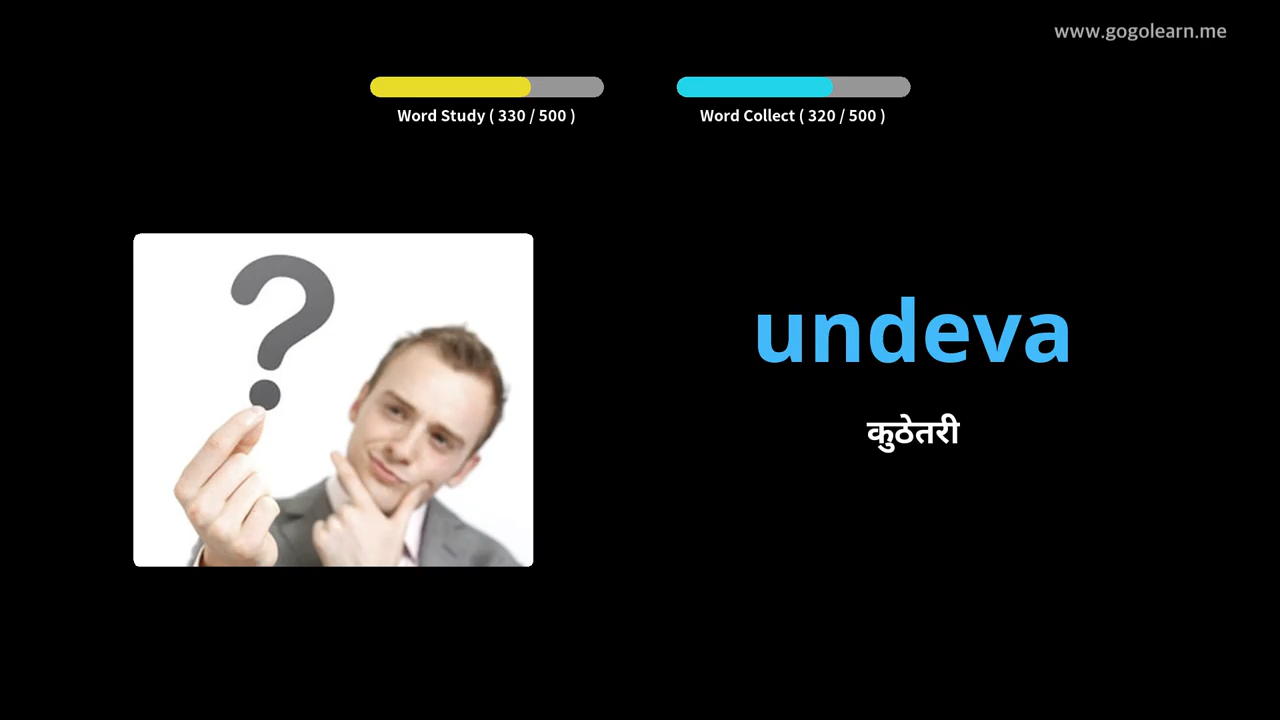 www.gogolearn.me
Word Study ( 330 / 500 )
Word Collect ( 320 / 500 )
?
undeva
कुठेतरी